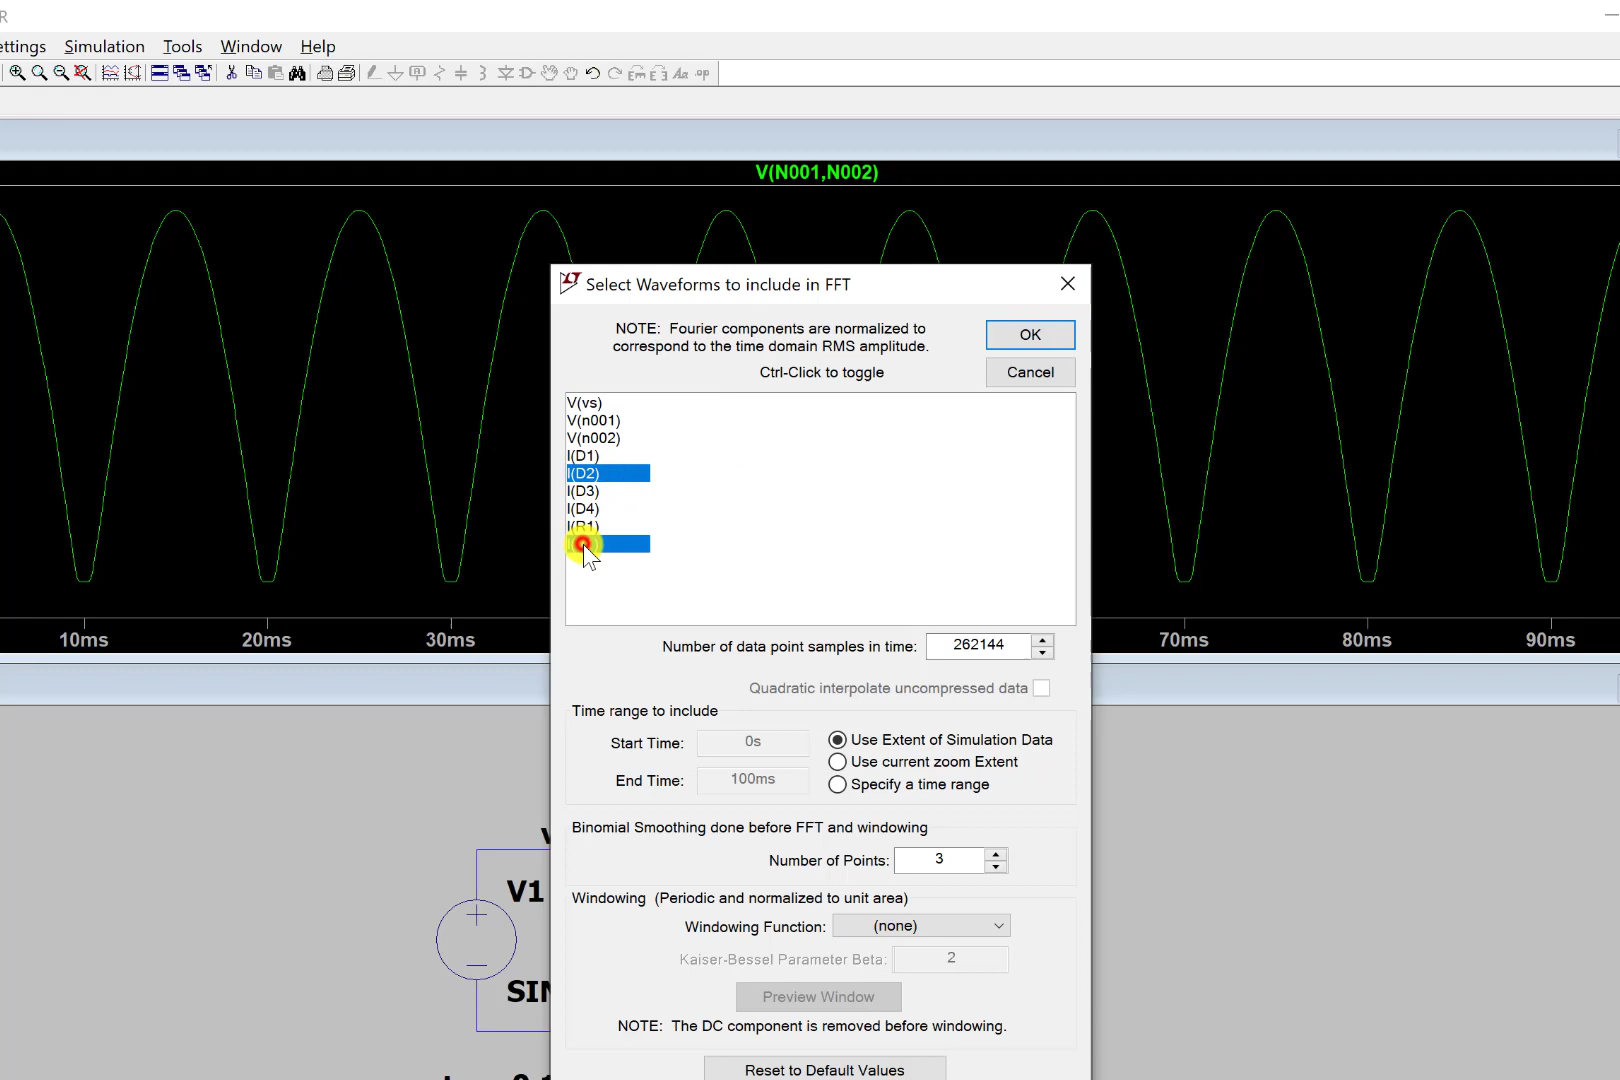 R
ettings Simulation Tools Window Help
V(N001,N002)
Select Waveforms to include in FFT
NOTE: Fourier components are normalized to
correspond to the time domain RMS amplitude.
OK
Ctrl-Click to toggle
Cancel
V(vs)
V(n001)
V(n002)
I(D1)
I(D2)
I(D3)
I(D4)
I(R1)
10ms 20ms 30ms 70ms 80ms 90ms
Number of data point samples in time: 262144
Quadratic interpolate uncompressed data
Time range to include
Start Time: 0s
Use Extent of Simulation Data
Use current zoom Extent
End Time: 100ms
Specify a time range
Binomial Smoothing done before FFT and windowing
Number of Points: 3
Windowing (Periodic and normalized to unit area)
V1
Windowing Function: (none)
Kaiser-Bessel Parameter Beta: 2
SIN
Preview Window
NOTE: The DC component is removed before windowing.
Reset to Default Values